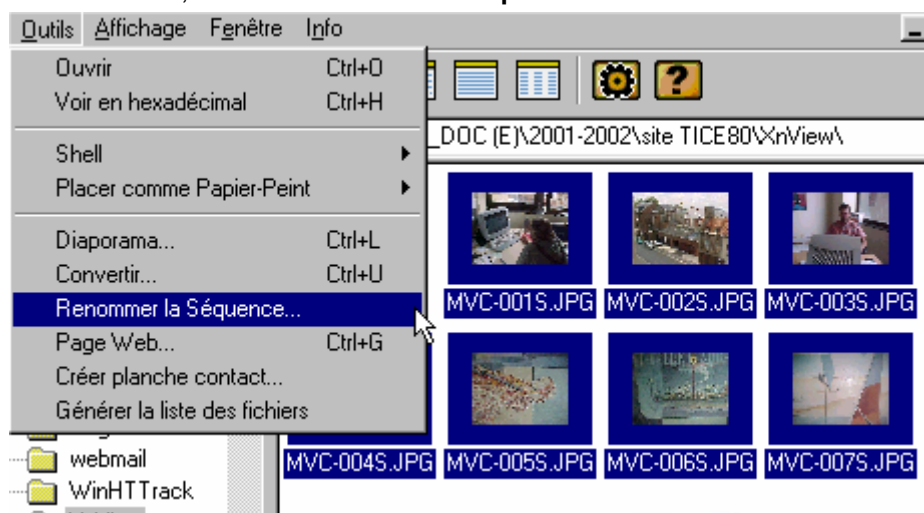 Outils Affichage Fenêtre Info
Ouvrir Ctrl+O
Voir en hexadécimal Ctrl+H
_DOC (E)\2001-2002\site TICE80\XnView\
Shell
Placer comme Papier-Peint
Diaporama... Ctrl+L
Convertir... Ctrl+U
Renommer la Séquence...
MVC-001S.JPG MVC-002S.JPG MVC-003S.JPG
Page Web... Ctrl+G
Créer planche contact...
Générer la liste des fichiers
webmail
MVC-004S.JPG MVC-005S.JPG MVC-006S.JPG MVC-007S.JPG
WinHTTrack